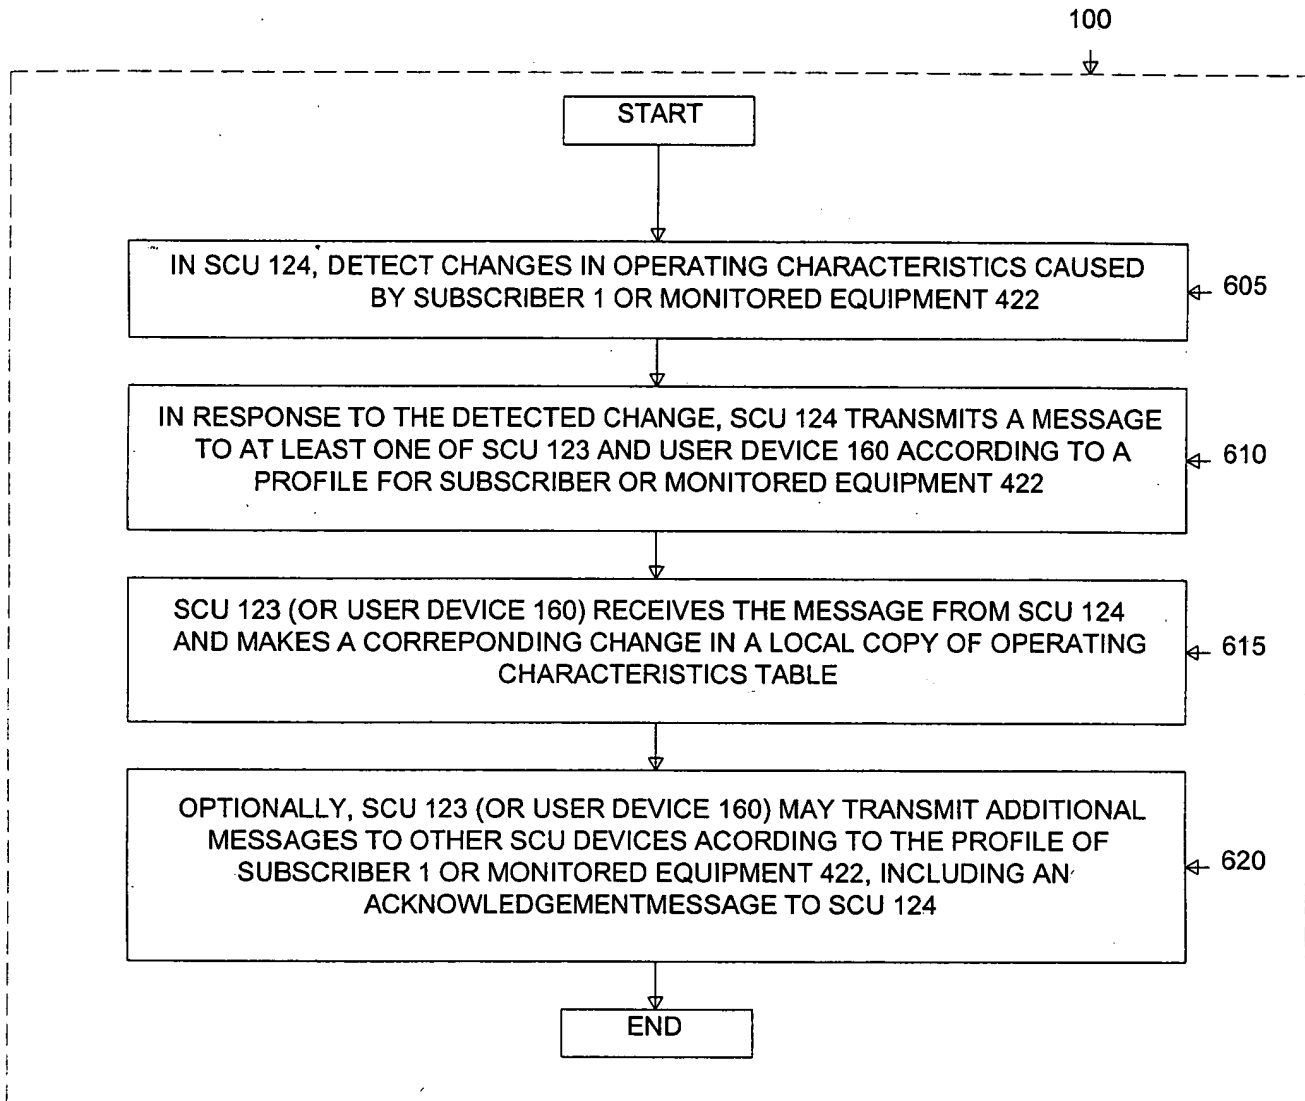 100
START
IN SCU 124, DETECT CHANGES IN OPERATING CHARACTERISTICS CAUSED
BY SUBSCRIBER 1 OR MONITORED EQUIPMENT 422
605
IN RESPONSE TO THE DETECTED CHANGE, SCU 124 TRANSMITS A MESSAGE
TO AT LEAST ONE OF SCU 123 AND USER DEVICE 160 ACCORDING TO A
PROFILE FOR SUBSCRIBER OR MONITORED EQUIPMENT 422
610
SCU 123 (OR USER DEVICE 160) RECEIVES THE MESSAGE FROM SCU 124
AND MAKES A CORREPONDING CHANGE IN A LOCAL COPY OF OPERATING
CHARACTERISTICS TABLE
615
OPTIONALLY, SCU 123 (OR USER DEVICE 160) MAY TRANSMIT ADDITIONAL
MESSAGES TO OTHER SCU DEVICES ACORDING TO THE PROFILE OF
SUBSCRIBER 1 OR MONITORED EQUIPMENT 422, INCLUDING AN
ACKNOWLEDGEMENTMESSAGE TO SCU 124
620
END